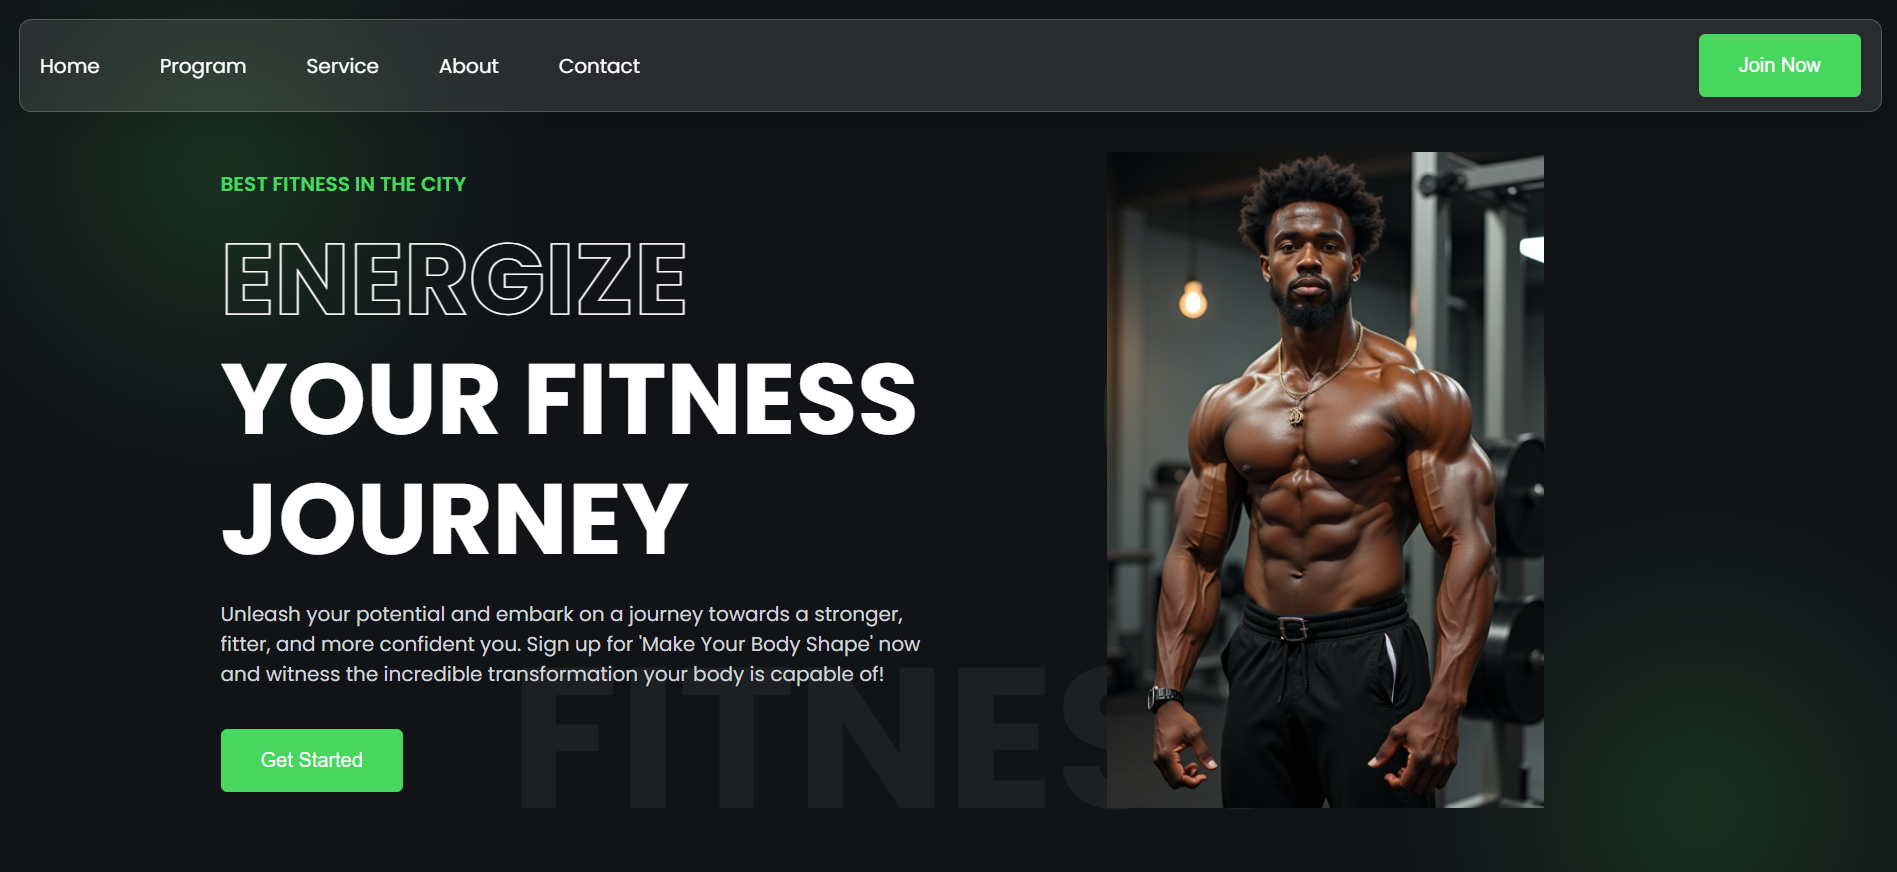 Home Program Service About Contact Join Now
BEST FITNESS IN THE CITY
ENERGIZE
YOUR FITNESS
JOURNEY
Unleash your potential and embark on a journey towards a stronger,
fitter, and more confident you. Sign up for 'Make Your Body Shape' now
and witness the incredible transformation your body is capable of!
FITNES
Get Started